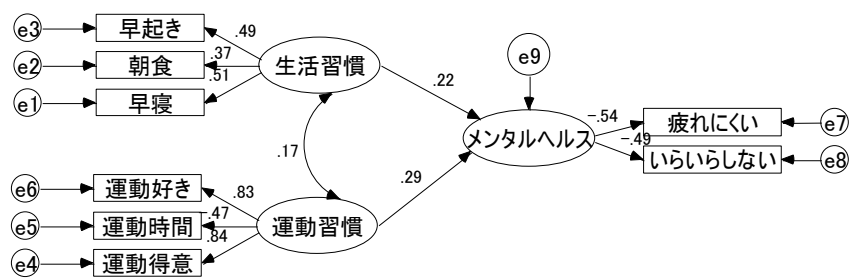 e3
早起き
.49
e2
朝食
.37
e1
早寝
.51
生活習慣
.22
e9
メンタルヘルス
-.54
疲れにくい
e7
-.49
いらいらしない
e8
.17
.29
e6
運動好き
.83
e5
運動時間
-.47
e4
運動得意
.84
運動習慣